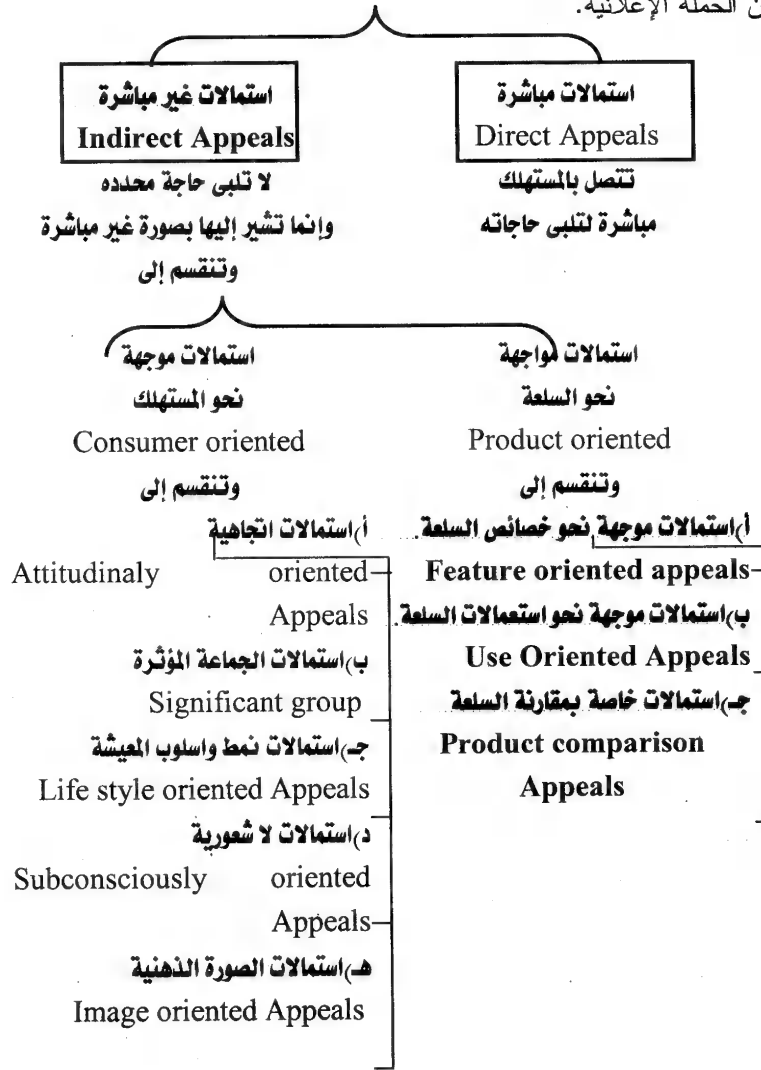 الحملة الإعلانية.
استمالات مباشرة
Direct Appeals
تتصل بالمستهلك
مباشرة لتلبى حاجاته
استمالات غير مباشرة
Indirect Appeals
لا تلبى حاجة محدده
وإنما تشير إليها بصورة غير مباشرة
وتنقسم إلى
استمالات مواجهة
نحو السلعة
Product oriented
وتنقسم إلى
أ)استمالات موجهة نحو خصائص السلعة.
Feature oriented appeals
ب)استمالات موجهة نحو استعمالات السلعة.
Use Oriented Appeals
جـ)استمالات خاصة بمقارنة السلعة
Product comparison
Appeals
استمالات موجهة
نحو المستهلك
Consumer oriented
وتنقسم إلى
أ)استمالات اتجاهية
Attitudinaly oriented
Appeals
ب)استمالات الجماعة المؤثرة
Significant group
جـ)استمالات نمط واسلوب المعيشة
Life style oriented Appeals
د)استمالات لا شعورية
Subconsciously oriented
Appeals
هـ)استمالات الصورة الذهنية
Image oriented Appeals